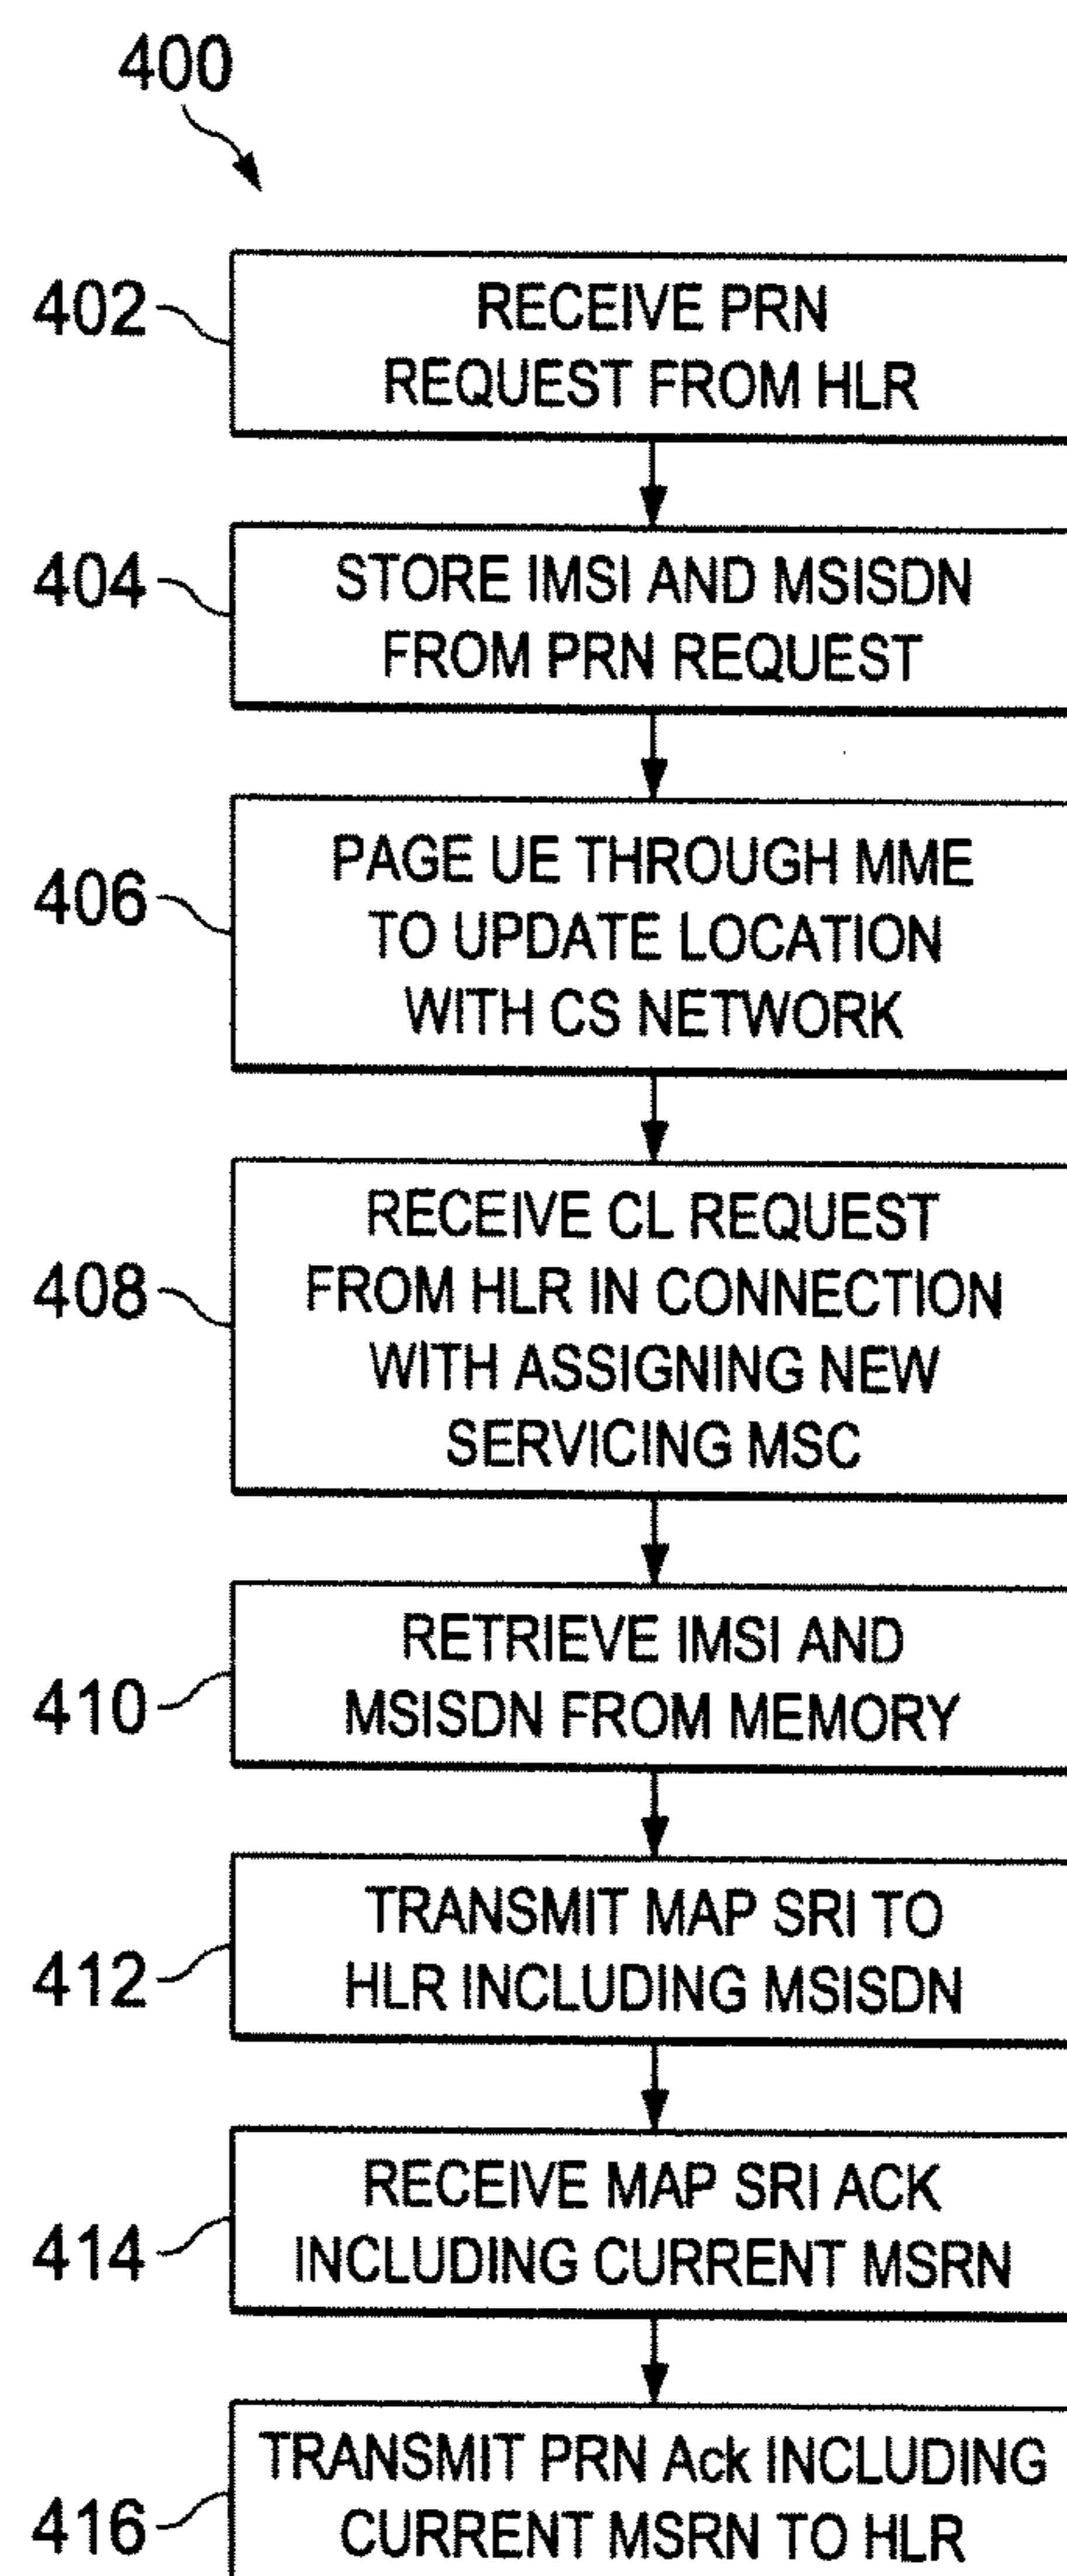 400
402
RECEIVE PRN
REQUEST FROM HLR
404
STORE IMSI AND MSISDN
FROM PRN REQUEST
406
PAGE UE THROUGH MME
TO UPDATE LOCATION
WITH CS NETWORK
408
RECEIVE CL REQUEST
FROM HLR IN CONNECTION
WITH ASSIGNING NEW
SERVICING MSC
410
RETRIEVE IMSI AND
MSISDN FROM MEMORY
412
TRANSMIT MAP SRI TO
HLR INCLUDING MSISDN
414
RECEIVE MAP SRI ACK
INCLUDING CURRENT MSRN
416
TRANSMIT PRN Ack INCLUDING
CURRENT MSRN TO HLR